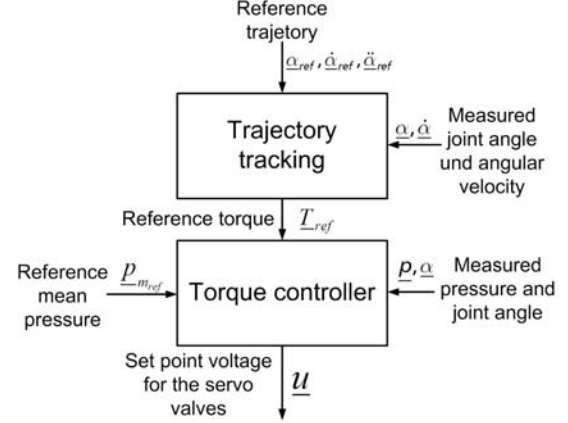 Reference
trajetory
α_ref, α̇_ref, α̈_ref
Trajectory
tracking
α, α̇
Measured
joint angle
und angular
velocity
Reference torque
T_ref
Reference
mean
pressure
p_m_ref
Torque controller
p, α
Measured
pressure and
joint angle
Set point voltage
for the servo
valves
u